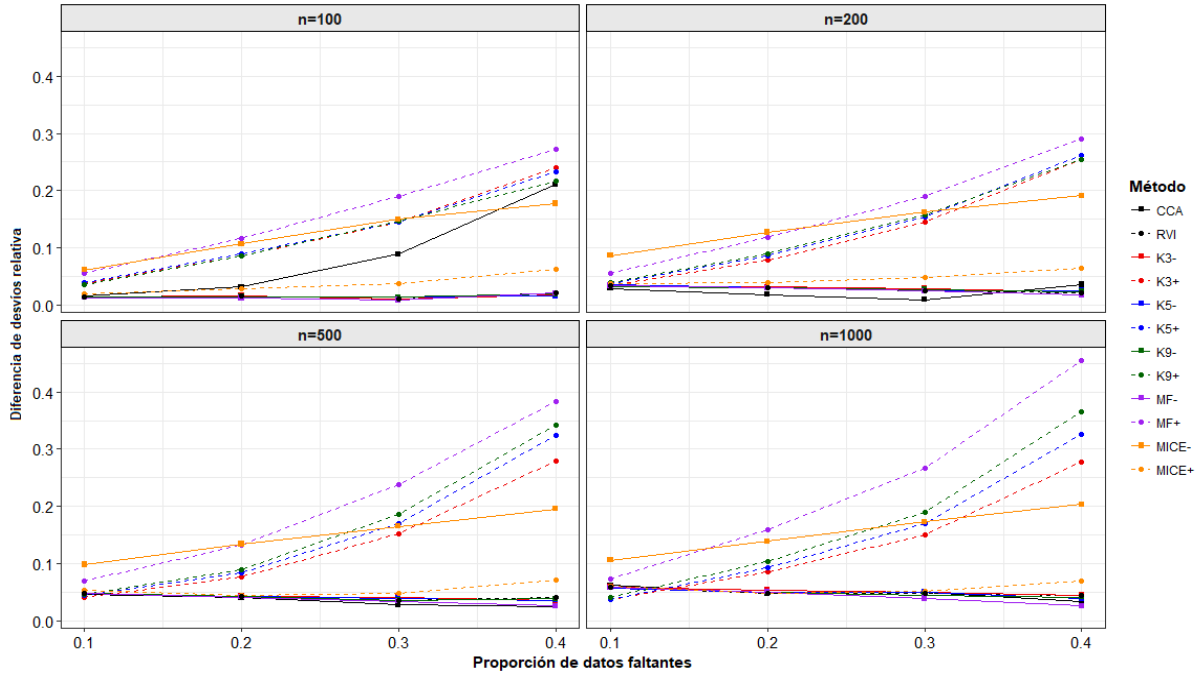 n=100
n=200
0.4
0.3
0.2
0.1
0.0
n=500
n=1000
0.4
0.3
0.2
0.1
0.0
0.1
0.2
0.3
0.4
0.1
0.2
0.3
0.4
Proporción de datos faltantes
Diferencia de desvíos relativa
Método
CCA
RVI
K3-
K3+
K5-
K5+
K9-
K9+
MF-
MF+
MICE-
MICE+